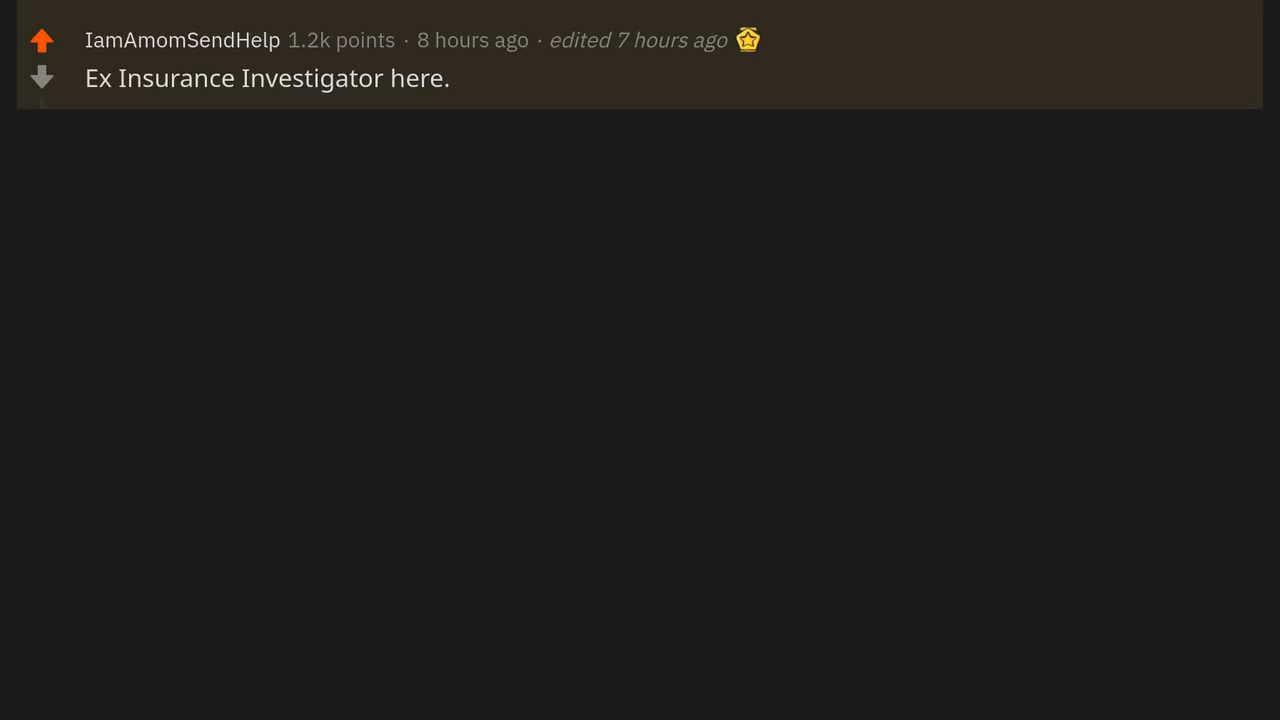 IamAmomSendHelp 1.2k points · 8 hours ago · edited 7 hours ago
Ex Insurance Investigator here.